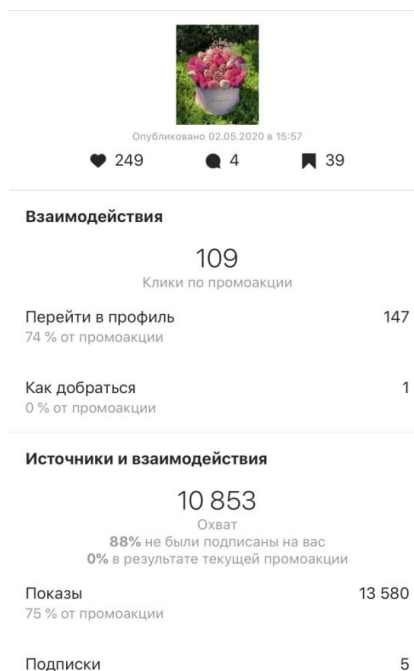 Опубликовано 02.05.2020 в 15:57
249 4 39
Взаимодействия
109
Клики по промоакции
Перейти в профиль 147
74 % от промоакции
Как добраться 1
0 % от промоакции
Источники и взаимодействия
10 853
Охват
88% не были подписаны на вас
0% в результате текущей промоакции
Показы 13 580
75 % от промоакции
Подписки 5